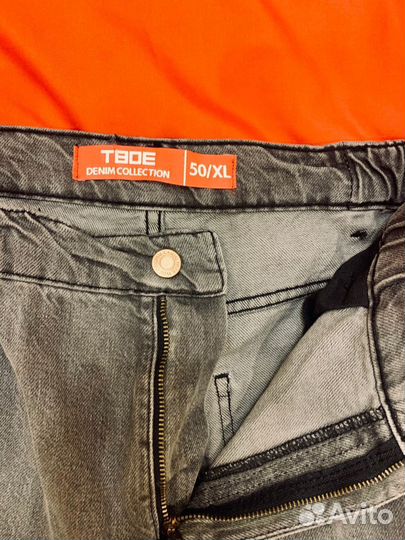 ТВОЕ
DENIM COLLECTION
50/XL
Avito